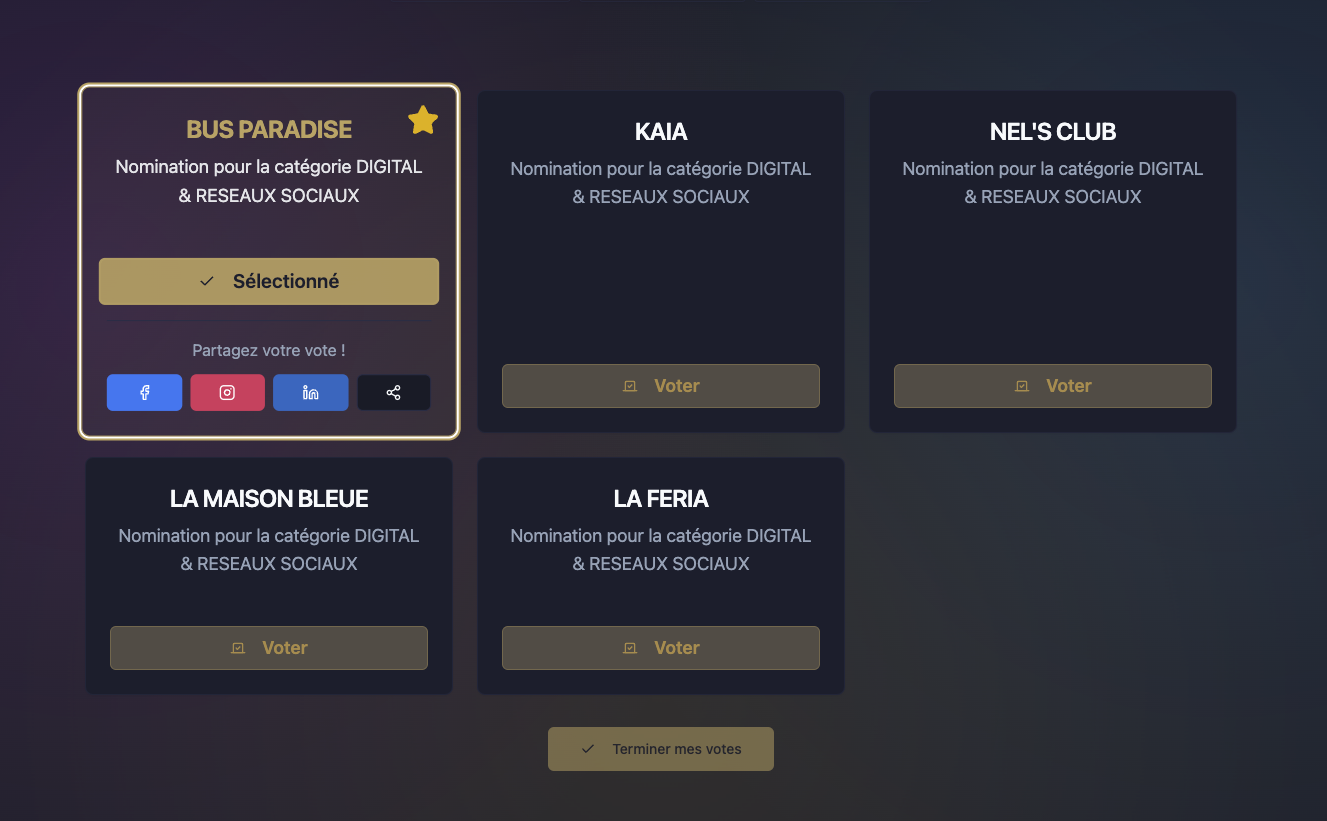 BUS PARADISE
Nomination pour la catégorie DIGITAL
& RESEAUX SOCIAUX
Sélectionné
Partagez votre vote !
KAIA
Nomination pour la catégorie DIGITAL
& RESEAUX SOCIAUX
Voter
NEL'S CLUB
Nomination pour la catégorie DIGITAL
& RESEAUX SOCIAUX
Voter
LA MAISON BLEUE
Nomination pour la catégorie DIGITAL
& RESEAUX SOCIAUX
Voter
LA FERIA
Nomination pour la catégorie DIGITAL
& RESEAUX SOCIAUX
Voter
Terminer mes votes